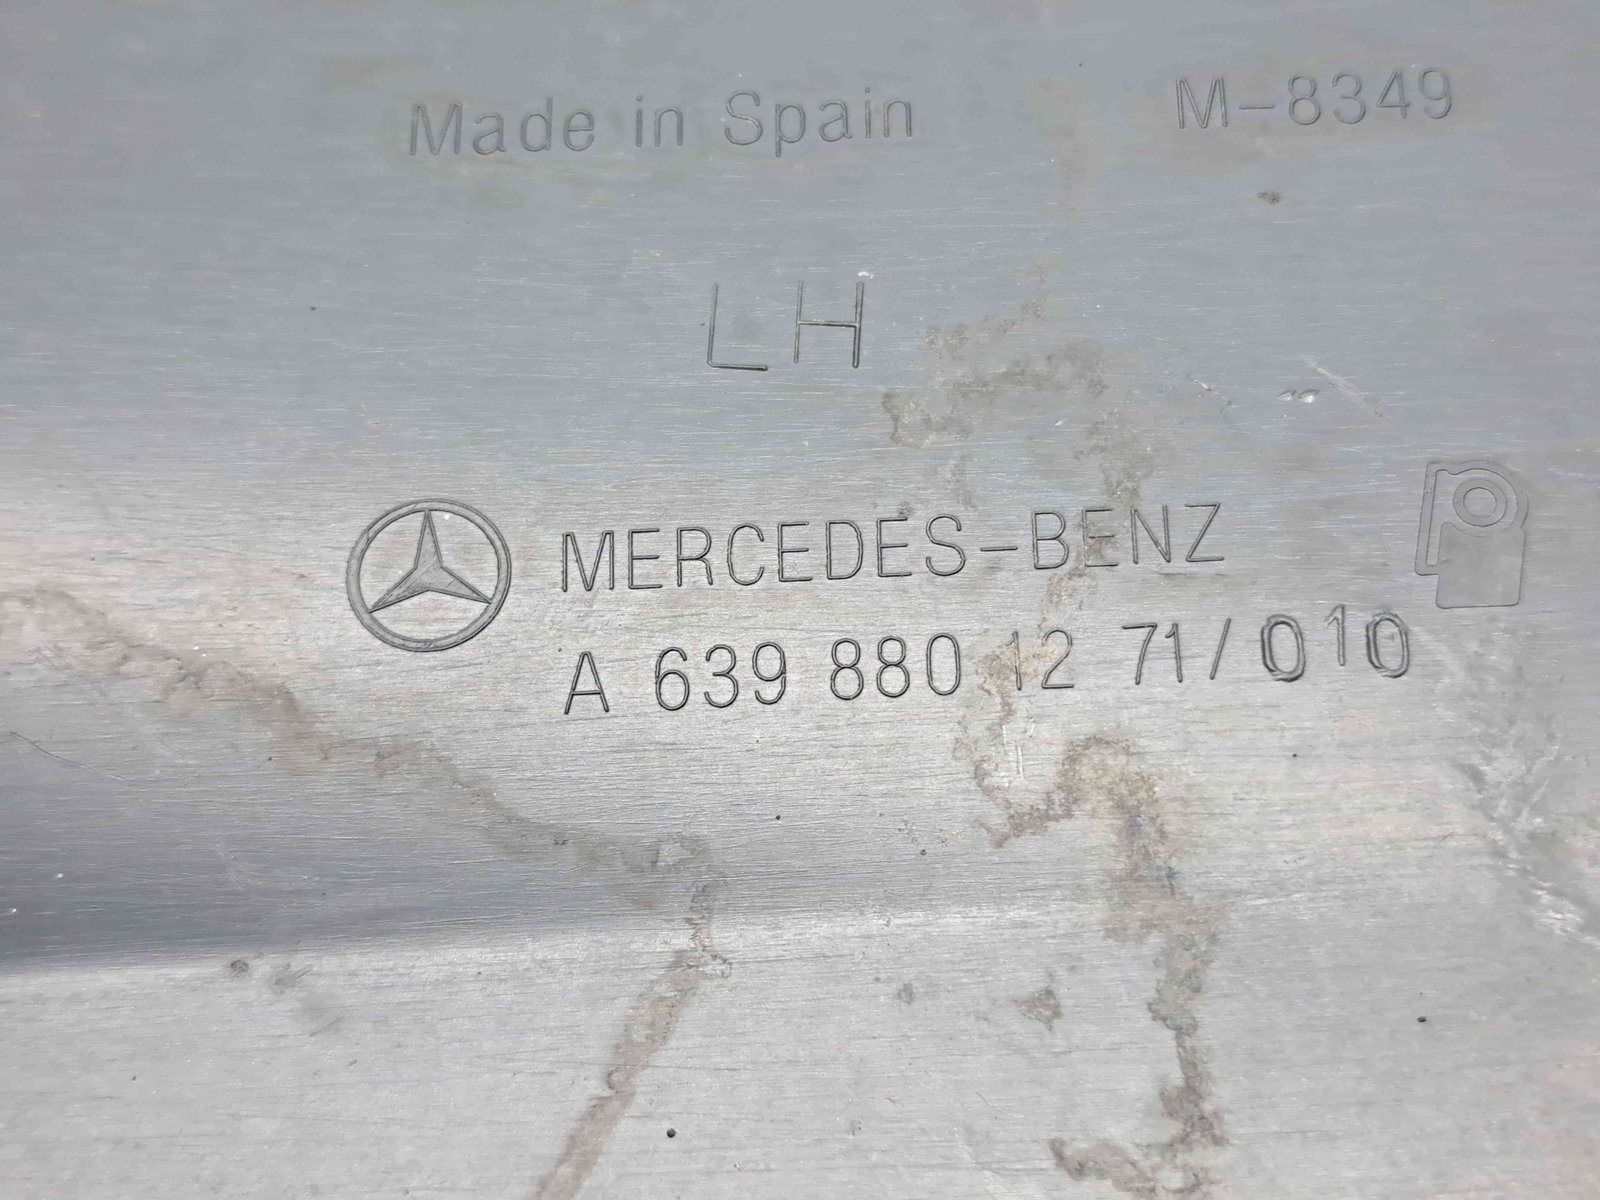 Made in Spain M-8349
LH
MERCEDES-BENZ
A 639 880 12 71/010